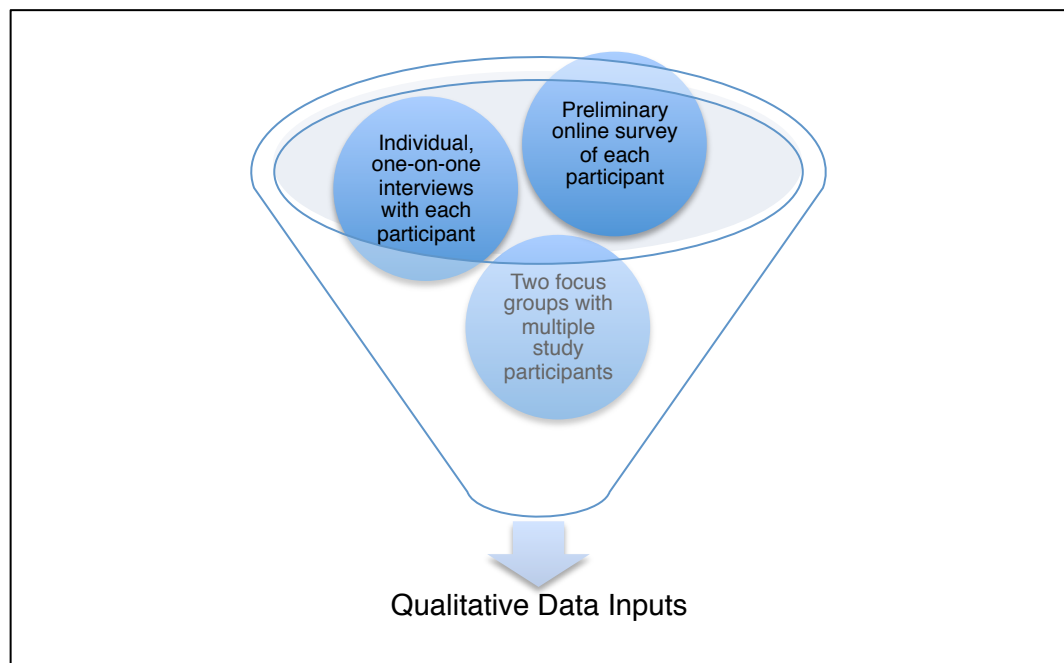 Preliminary
online survey
of each
participant
Individual,
one-on-one
interviews
with each
participant
Two focus
groups with
multiple
study
participants
Qualitative Data Inputs